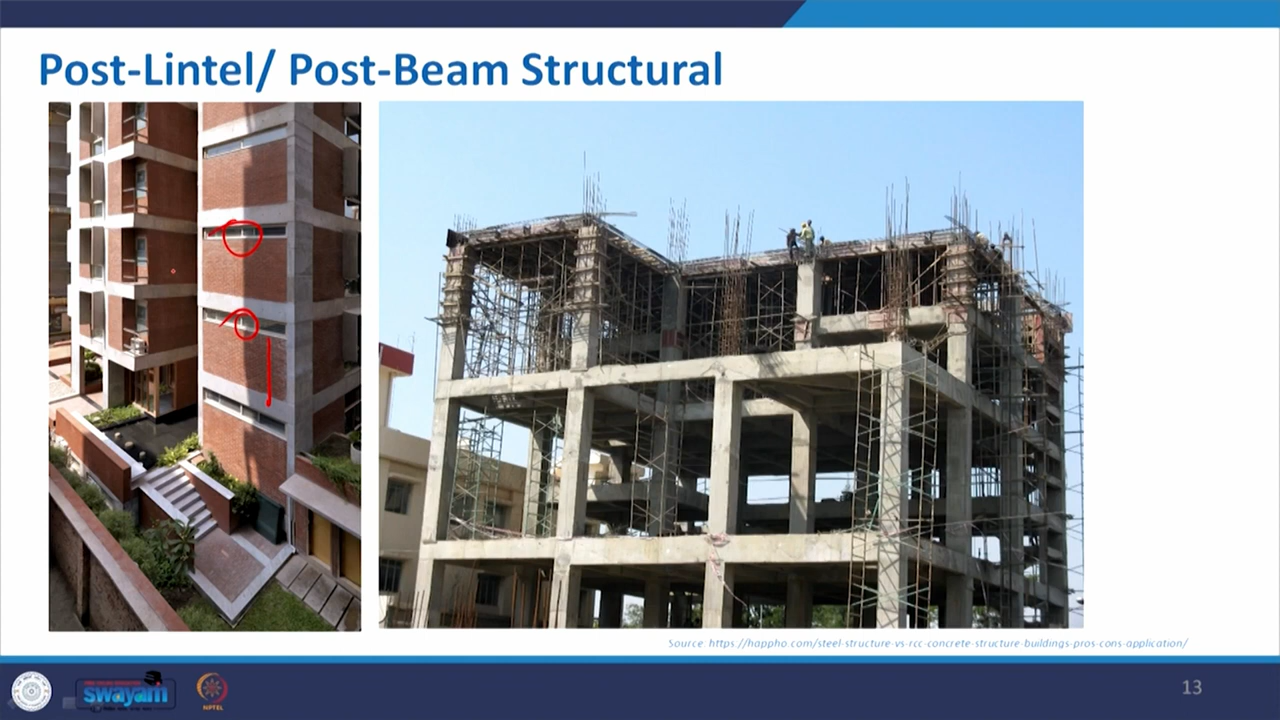 Post-Lintel/ Post-Beam Structural
Source: https://happho.com/steel-structure-vs-rcc-concrete-structure-buildings-pros-cons-application/
swayam
NPTEL
13